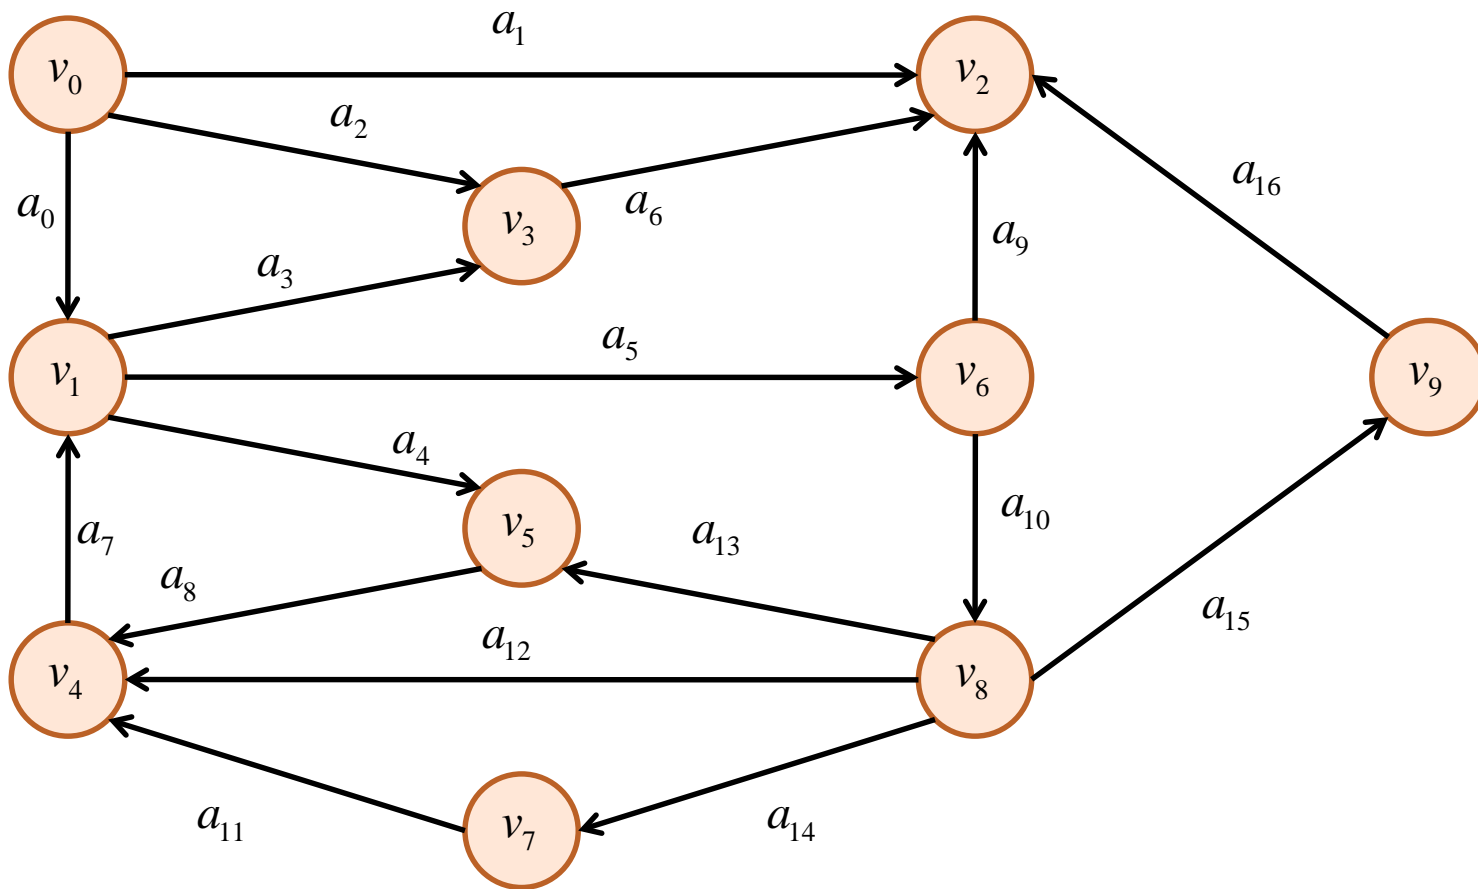 a₁
v₀
v₂
a₂
a₁₆
a₀
a₆
v₃
a₉
a₃
a₅
v₁
v₆
v₉
a₄
a₁₀
v₅
a₁₃
a₇
a₈
a₁₅
a₁₂
v₄
v₈
a₁₁
a₁₄
v₇